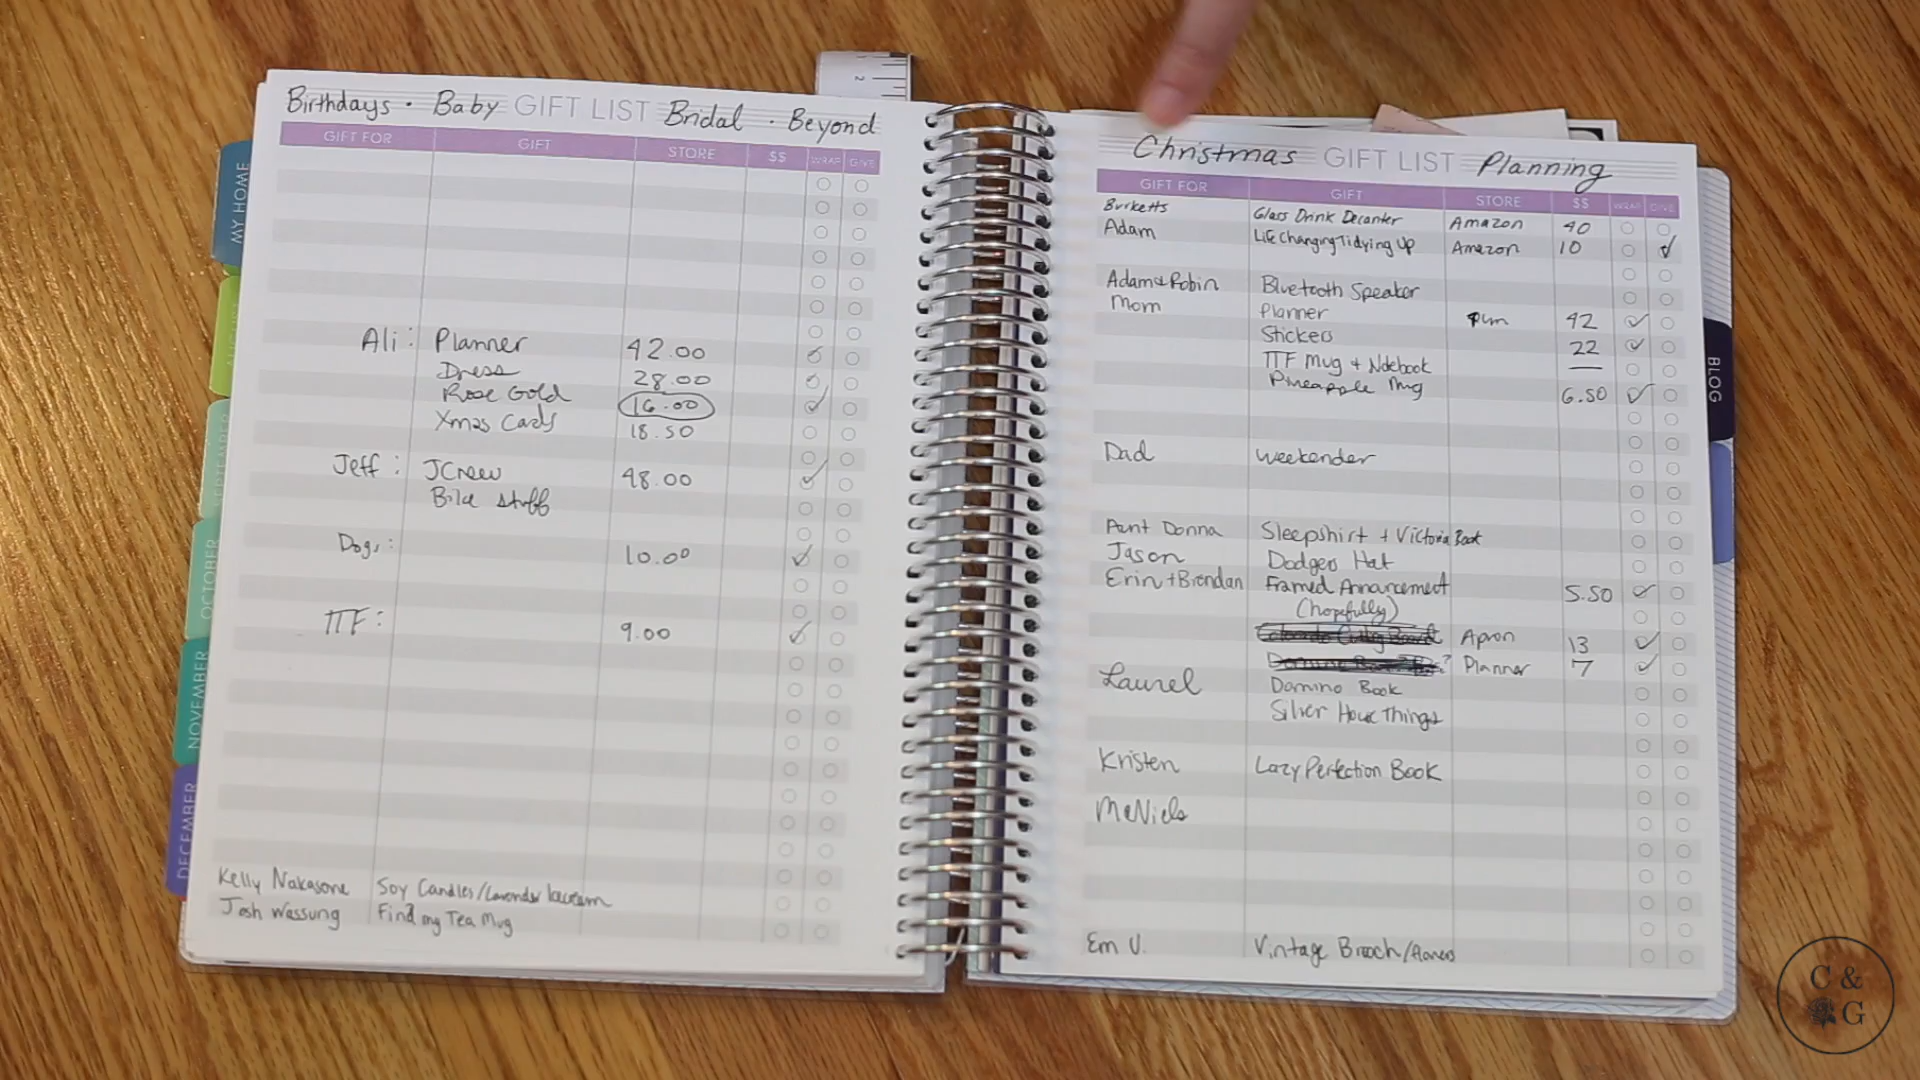 2
Birthdays · Baby GIFT LIST Bridal · Beyond
GIFT FOR GIFT STORE $$ WRAP GIVE
Ali: Planner 42.00
Dress 28.00
Rose Gold 16.00
Xmas Cards 18.50
Jeff: JCrew 48.00
Bike stuff
Dogs: 10.00
TTF: 9.00
Kelly Nakasone Soy Candles/Lavender
Josh Wassung Find my Tea Mug
MY HOME
AUGUST
SEPTEMBER
OCTOBER
NOVEMBER
DECEMBER
Christmas GIFT LIST Planning
GIFT FOR GIFT STORE $$ WRAP GIVE
Burketts Glass Drink Decanter Amazon 40
Adam Life Changing Tidying Up Amazon 10
Adam & Robin Bluetooth Speaker
Mom Planner 42
Stickers 22
TTF Mug + Notebook —
Pineapple Mug 6.50
Dad Weekender
Aunt Donna Sleepshirt + Victoria Book
Jason Dodgers Hat
Erin + Brendan Framed Annoucement 5.50
(hopefully)
Apron 13
Planner 7
Laurel Domino Book
Silver House Things
Kristen Lazy Perfection Book
McNiels
Em V. Vintage Brooch/
BLOG
C &
G